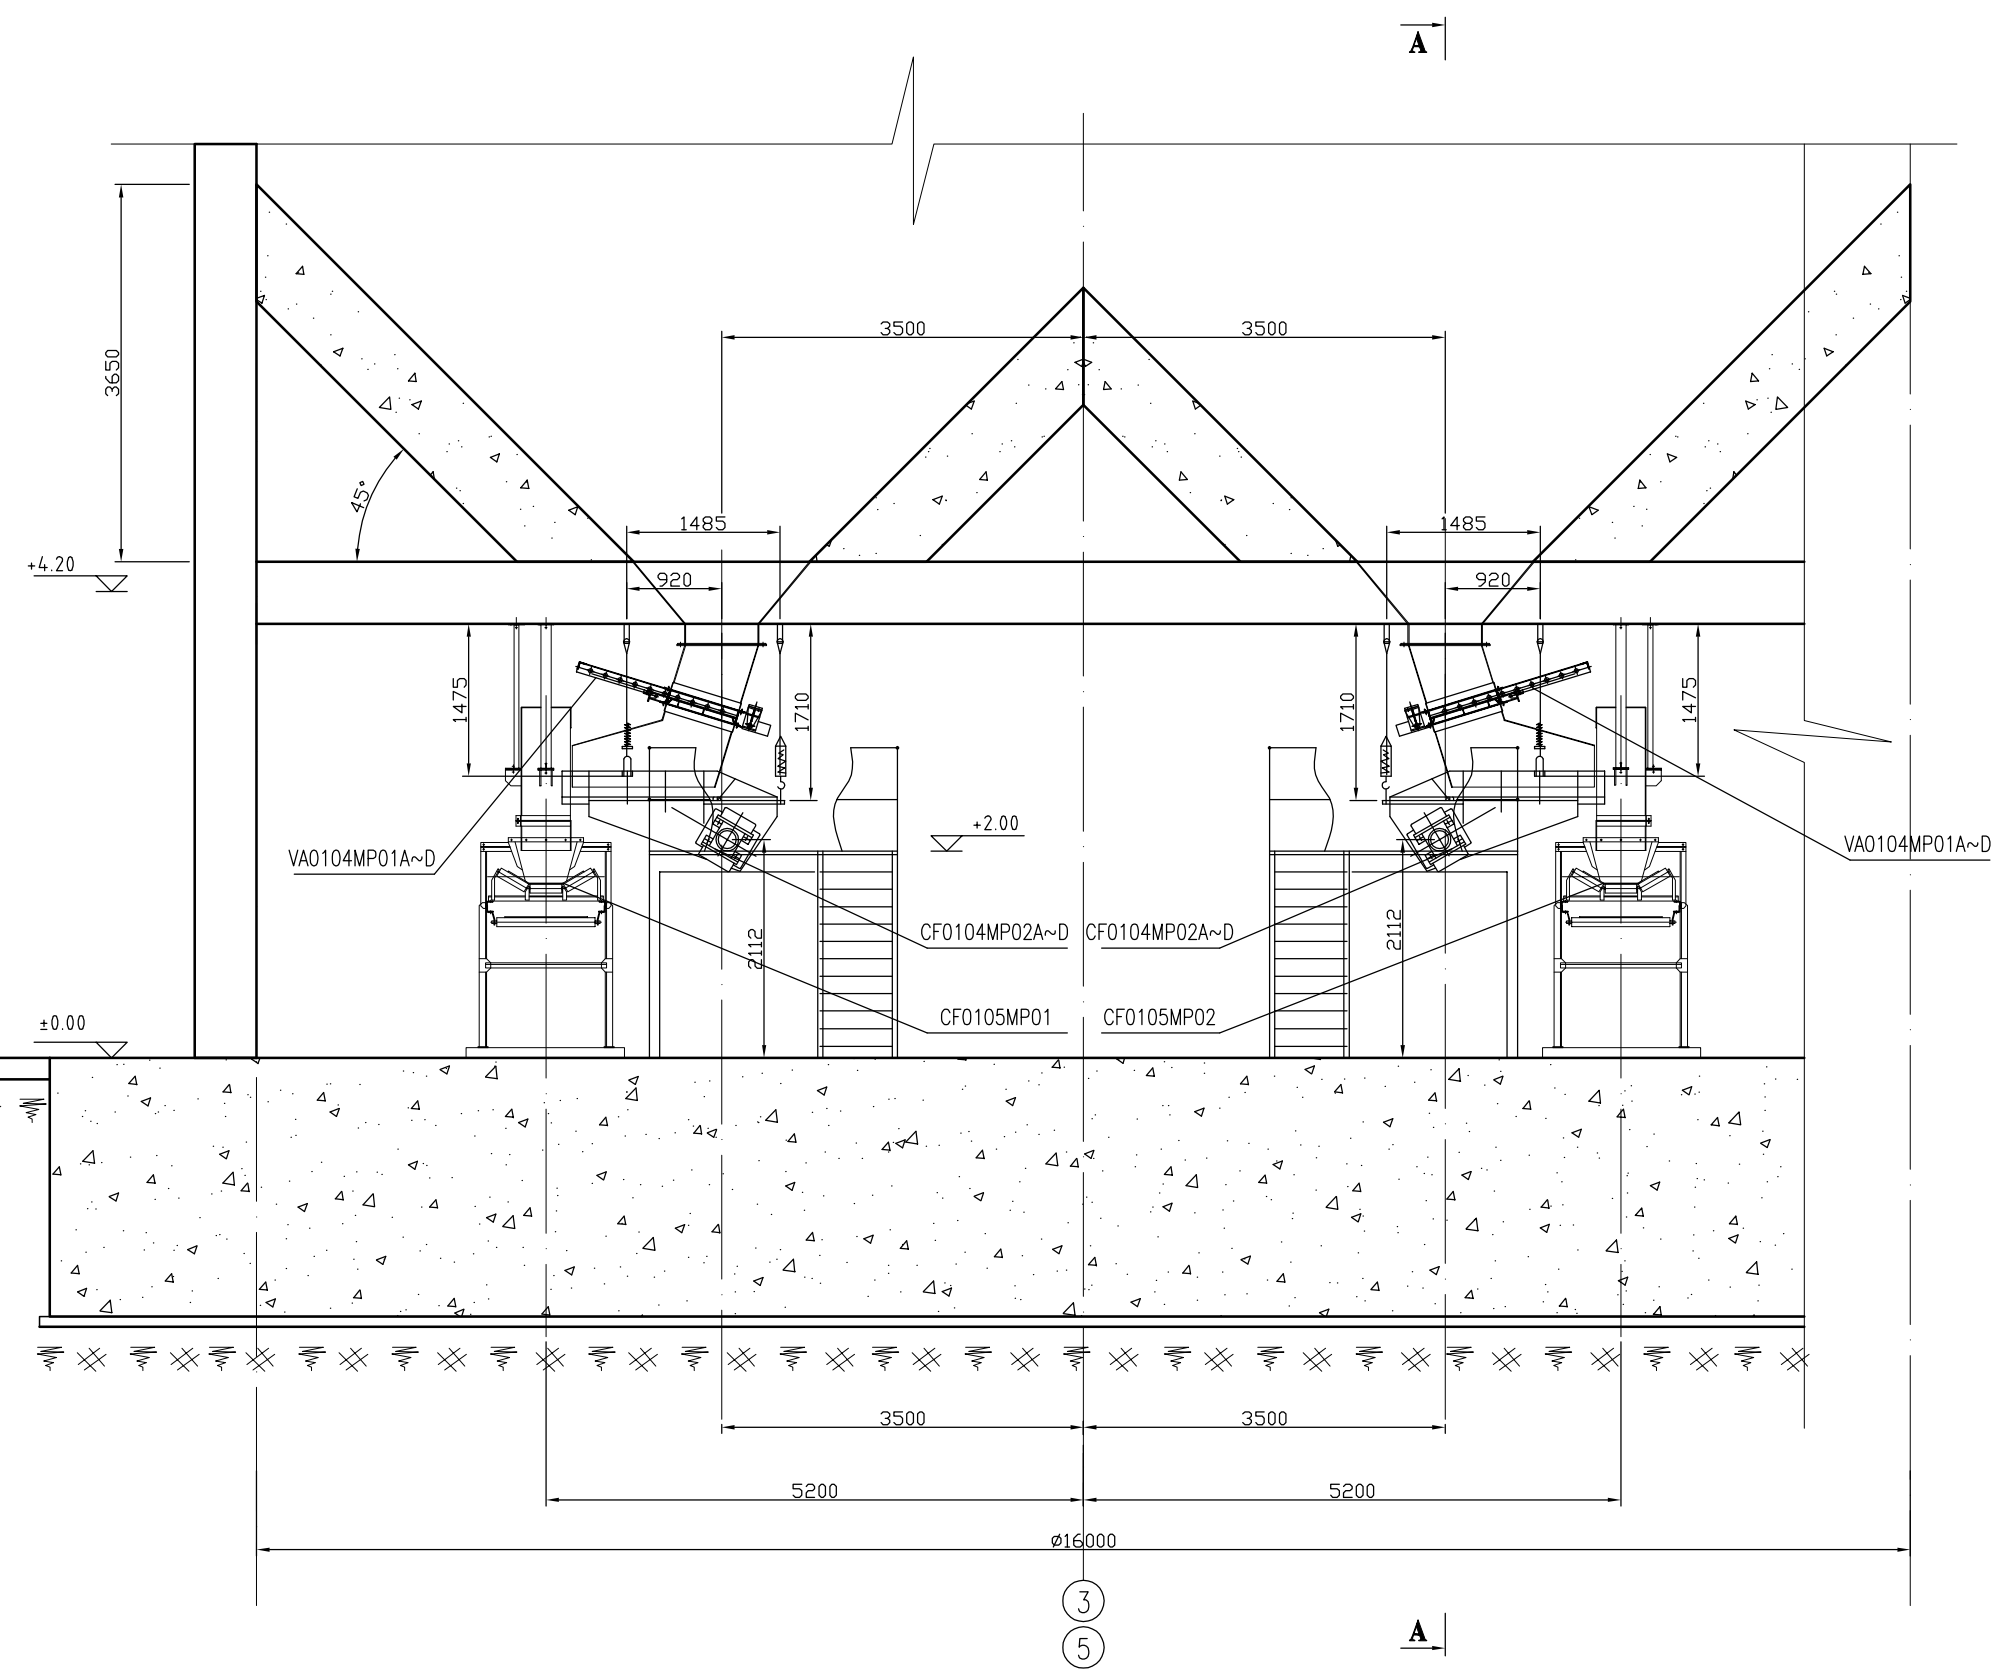 A
3500 3500
3650
45°
1485 1485
+4.20
920 920
1475 1710 1710 1475
+2.00
VA0104MP01A~D VA0104MP01A~D
CF0104MP02A~D CF0104MP02A~D
2112 2112
CF0105MP01 CF0105MP02
±0.00
3500 3500
5200 5200
ø16000
3
5
A